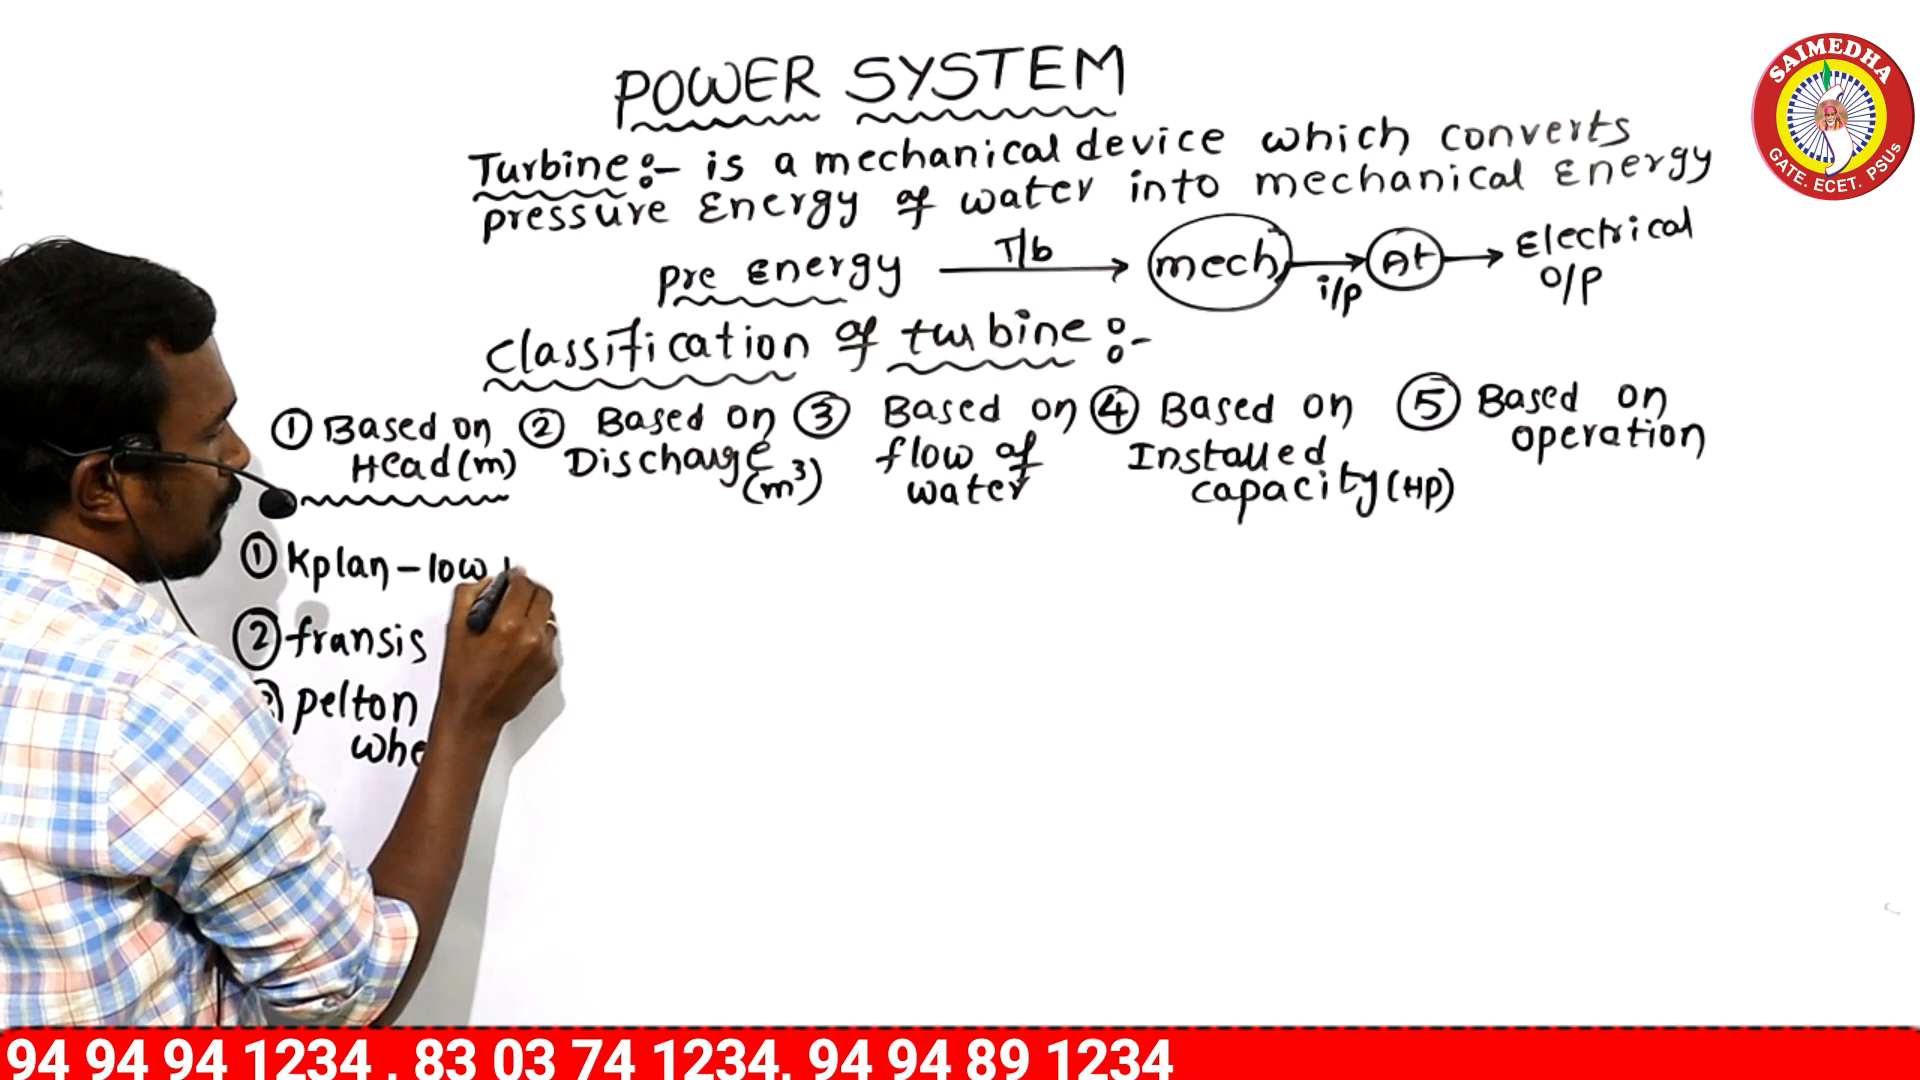 POWER SYSTEM
Turbine:- is a mechanical device which converts
pressure Energy of water into mechanical Energy
Pre Energy T/b mech i/p At Electrical
O/P
Classification of turbine:-
① Based on Head(m)
② Based on Discharge (m³)
③ Based on flow of water
④ Based on Installed capacity (HP)
⑤ Based on operation
① Kplan - low
② fransis
pelton
whe
SAIMEDHA
GATE. ECET. PSUs
94 94 94 1234 , 83 03 74 1234, 94 94 89 1234